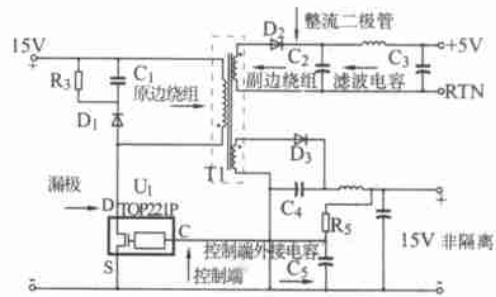 整流二极管
15V
D2
+5V
R3
C1
C2
C3
原边绕组
副边绕组
滤波电容
RTN
D1
T1
D3
漏极
U1
D
TOP221P
C4
R5
C
S
控制端外接电容
控制端
C5
15V 非隔离